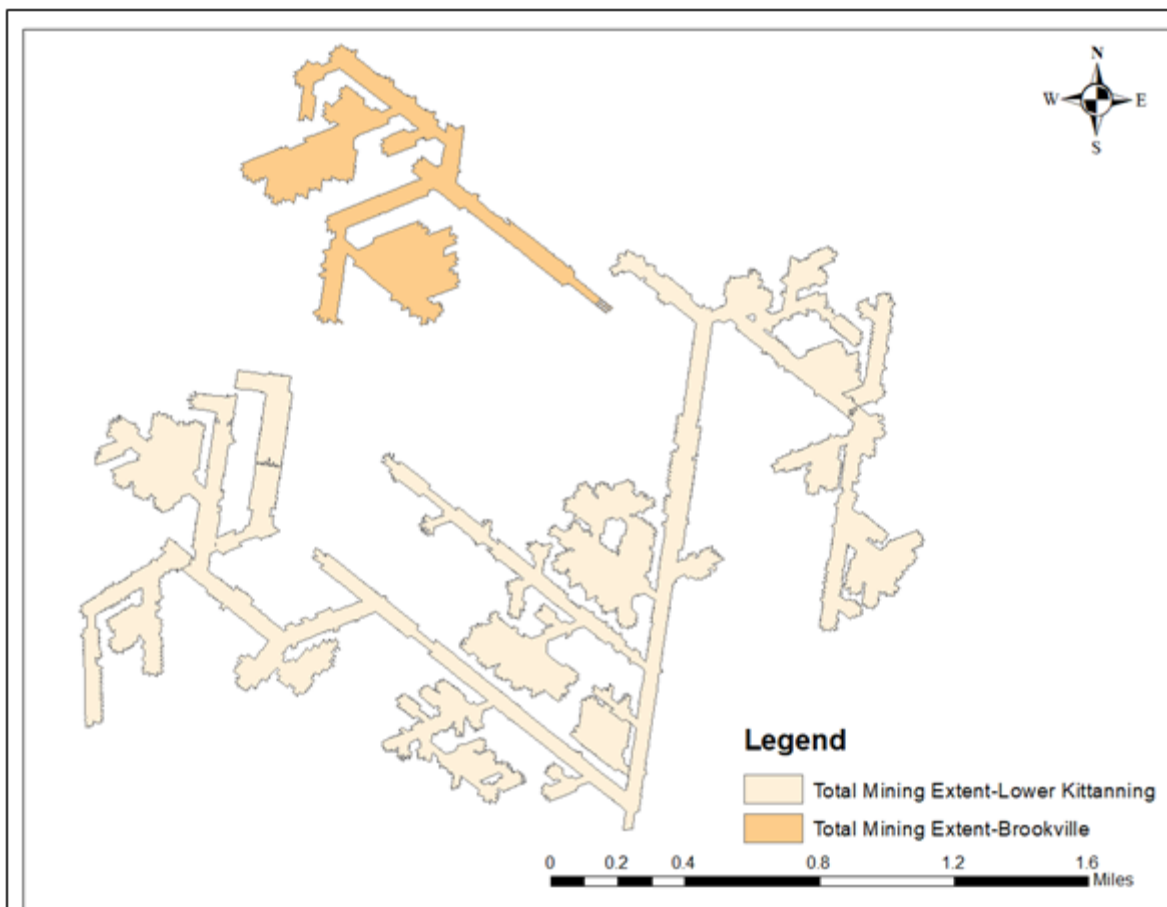 N
W E
S
Legend
Total Mining Extent-Lower Kittanning
Total Mining Extent-Brookville
0 0.2 0.4 0.8 1.2 1.6
Miles